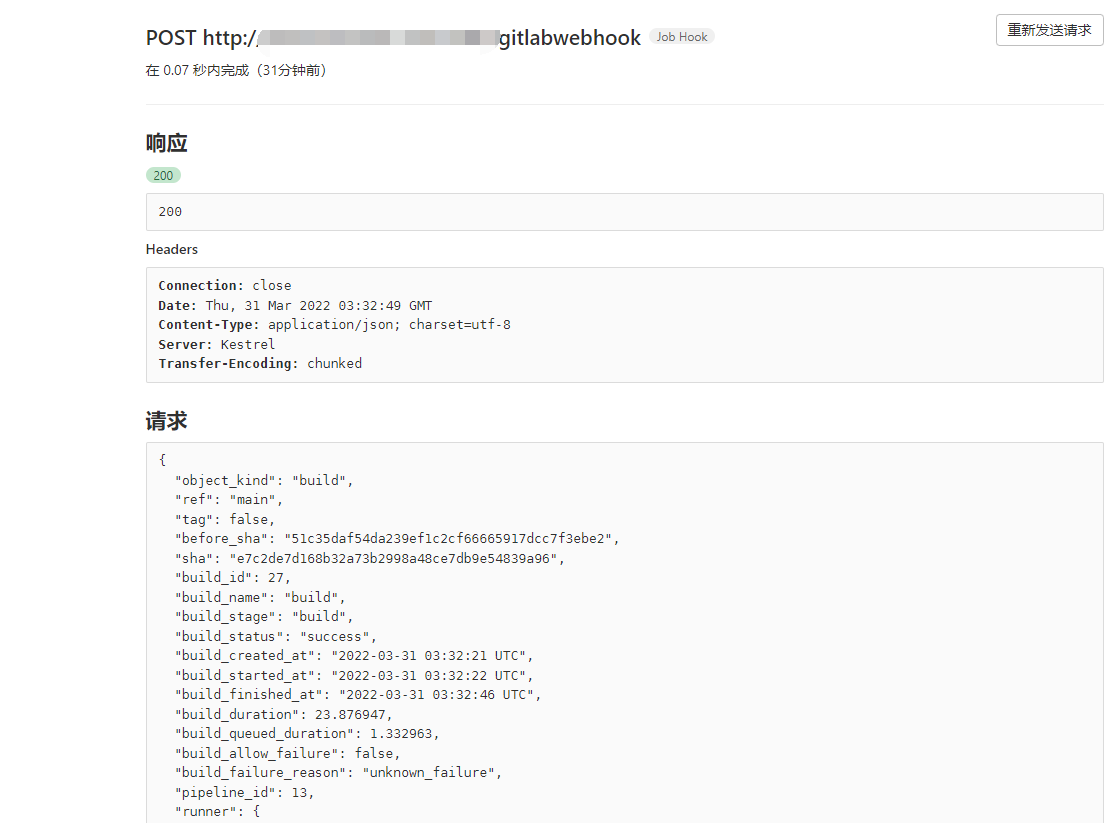 POST http:// gitlabwebhook Job Hook
重新发送请求
在 0.07 秒内完成（31分钟前）
响应
200
200
Headers
Connection: close
Date: Thu, 31 Mar 2022 03:32:49 GMT
Content-Type: application/json; charset=utf-8
Server: Kestrel
Transfer-Encoding: chunked
请求
{
"object_kind": "build",
"ref": "main",
"tag": false,
"before_sha": "51c35daf54da239ef1c2cf66665917dcc7f3ebe2",
"sha": "e7c2de7d168b32a73b2998a48ce7db9e54839a96",
"build_id": 27,
"build_name": "build",
"build_stage": "build",
"build_status": "success",
"build_created_at": "2022-03-31 03:32:21 UTC",
"build_started_at": "2022-03-31 03:32:22 UTC",
"build_finished_at": "2022-03-31 03:32:46 UTC",
"build_duration": 23.876947,
"build_queued_duration": 1.332963,
"build_allow_failure": false,
"build_failure_reason": "unknown_failure",
"pipeline_id": 13,
"runner": {